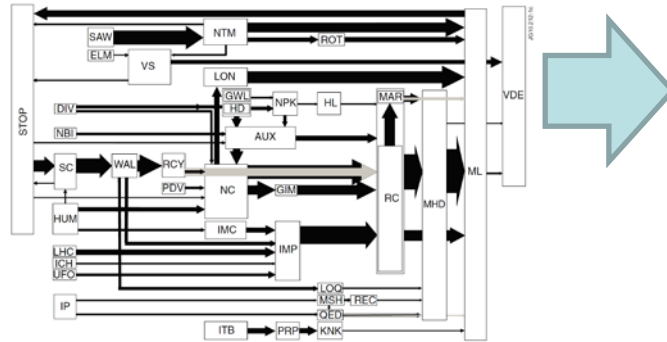 STOP
SAW
NTM
ROT
ELM
VS
LON
GWL
DIV
HD
NPK
HL
MAR
NBI
AUX
SC
WAL
RCY
NC
PDV
GIM
RC
MHD
ML
VDE
HUM
IMC
IMP
LHC
ICH
UFO
LOQ
IP
MSH
REC
QED
ITB
PRP
KNK